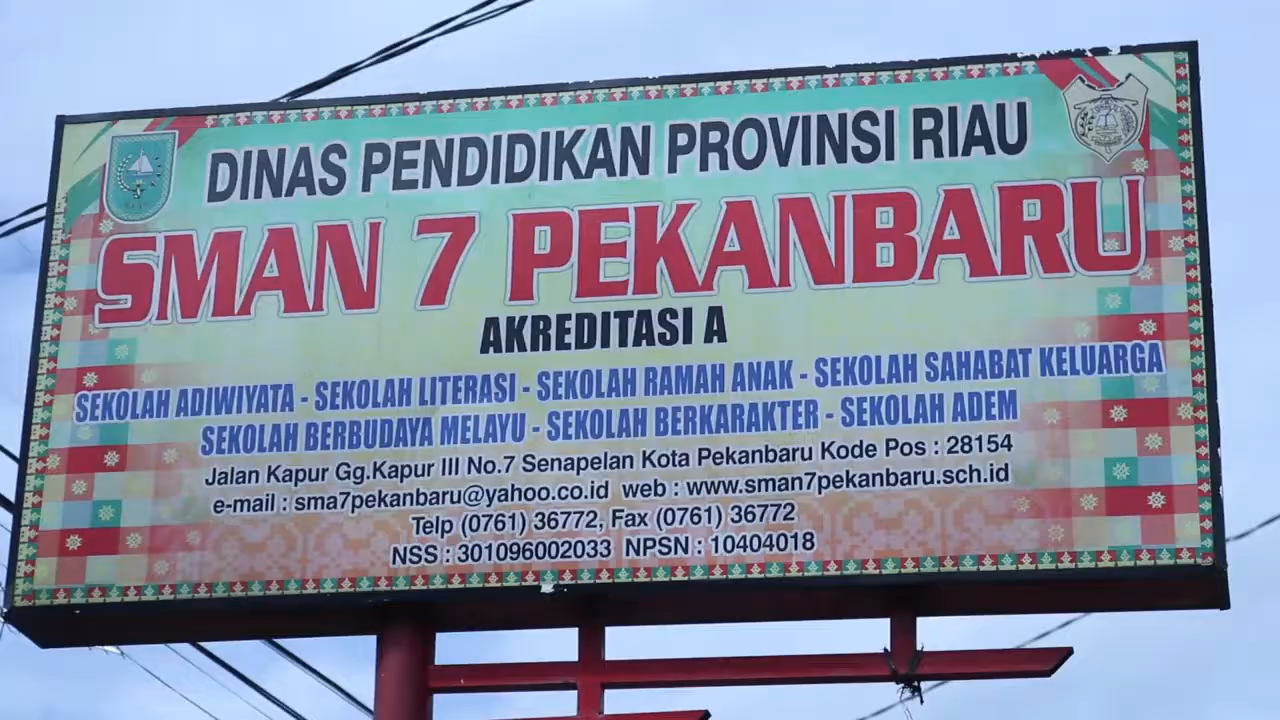 DINAS PENDIDIKAN PROVINSI RIAU
SMAN 7 PEKANBARU
AKREDITASI A
SEKOLAH ADIWIYATA - SEKOLAH LITERASI - SEKOLAH RAMAH ANAK - SEKOLAH SAHABAT KELUARGA
SEKOLAH BERBUDAYA MELAYU - SEKOLAH BERKARAKTER - SEKOLAH ADEM
Jalan Kapur Gg.Kapur III No.7 Senapelan Kota Pekanbaru Kode Pos : 28154
e-mail : sma7pekanbaru@yahoo.co.id web : www.sman7pekanbaru.sch.id
Telp (0761) 36772, Fax (0761) 36772
NSS : 301096002033 NPSN : 10404018